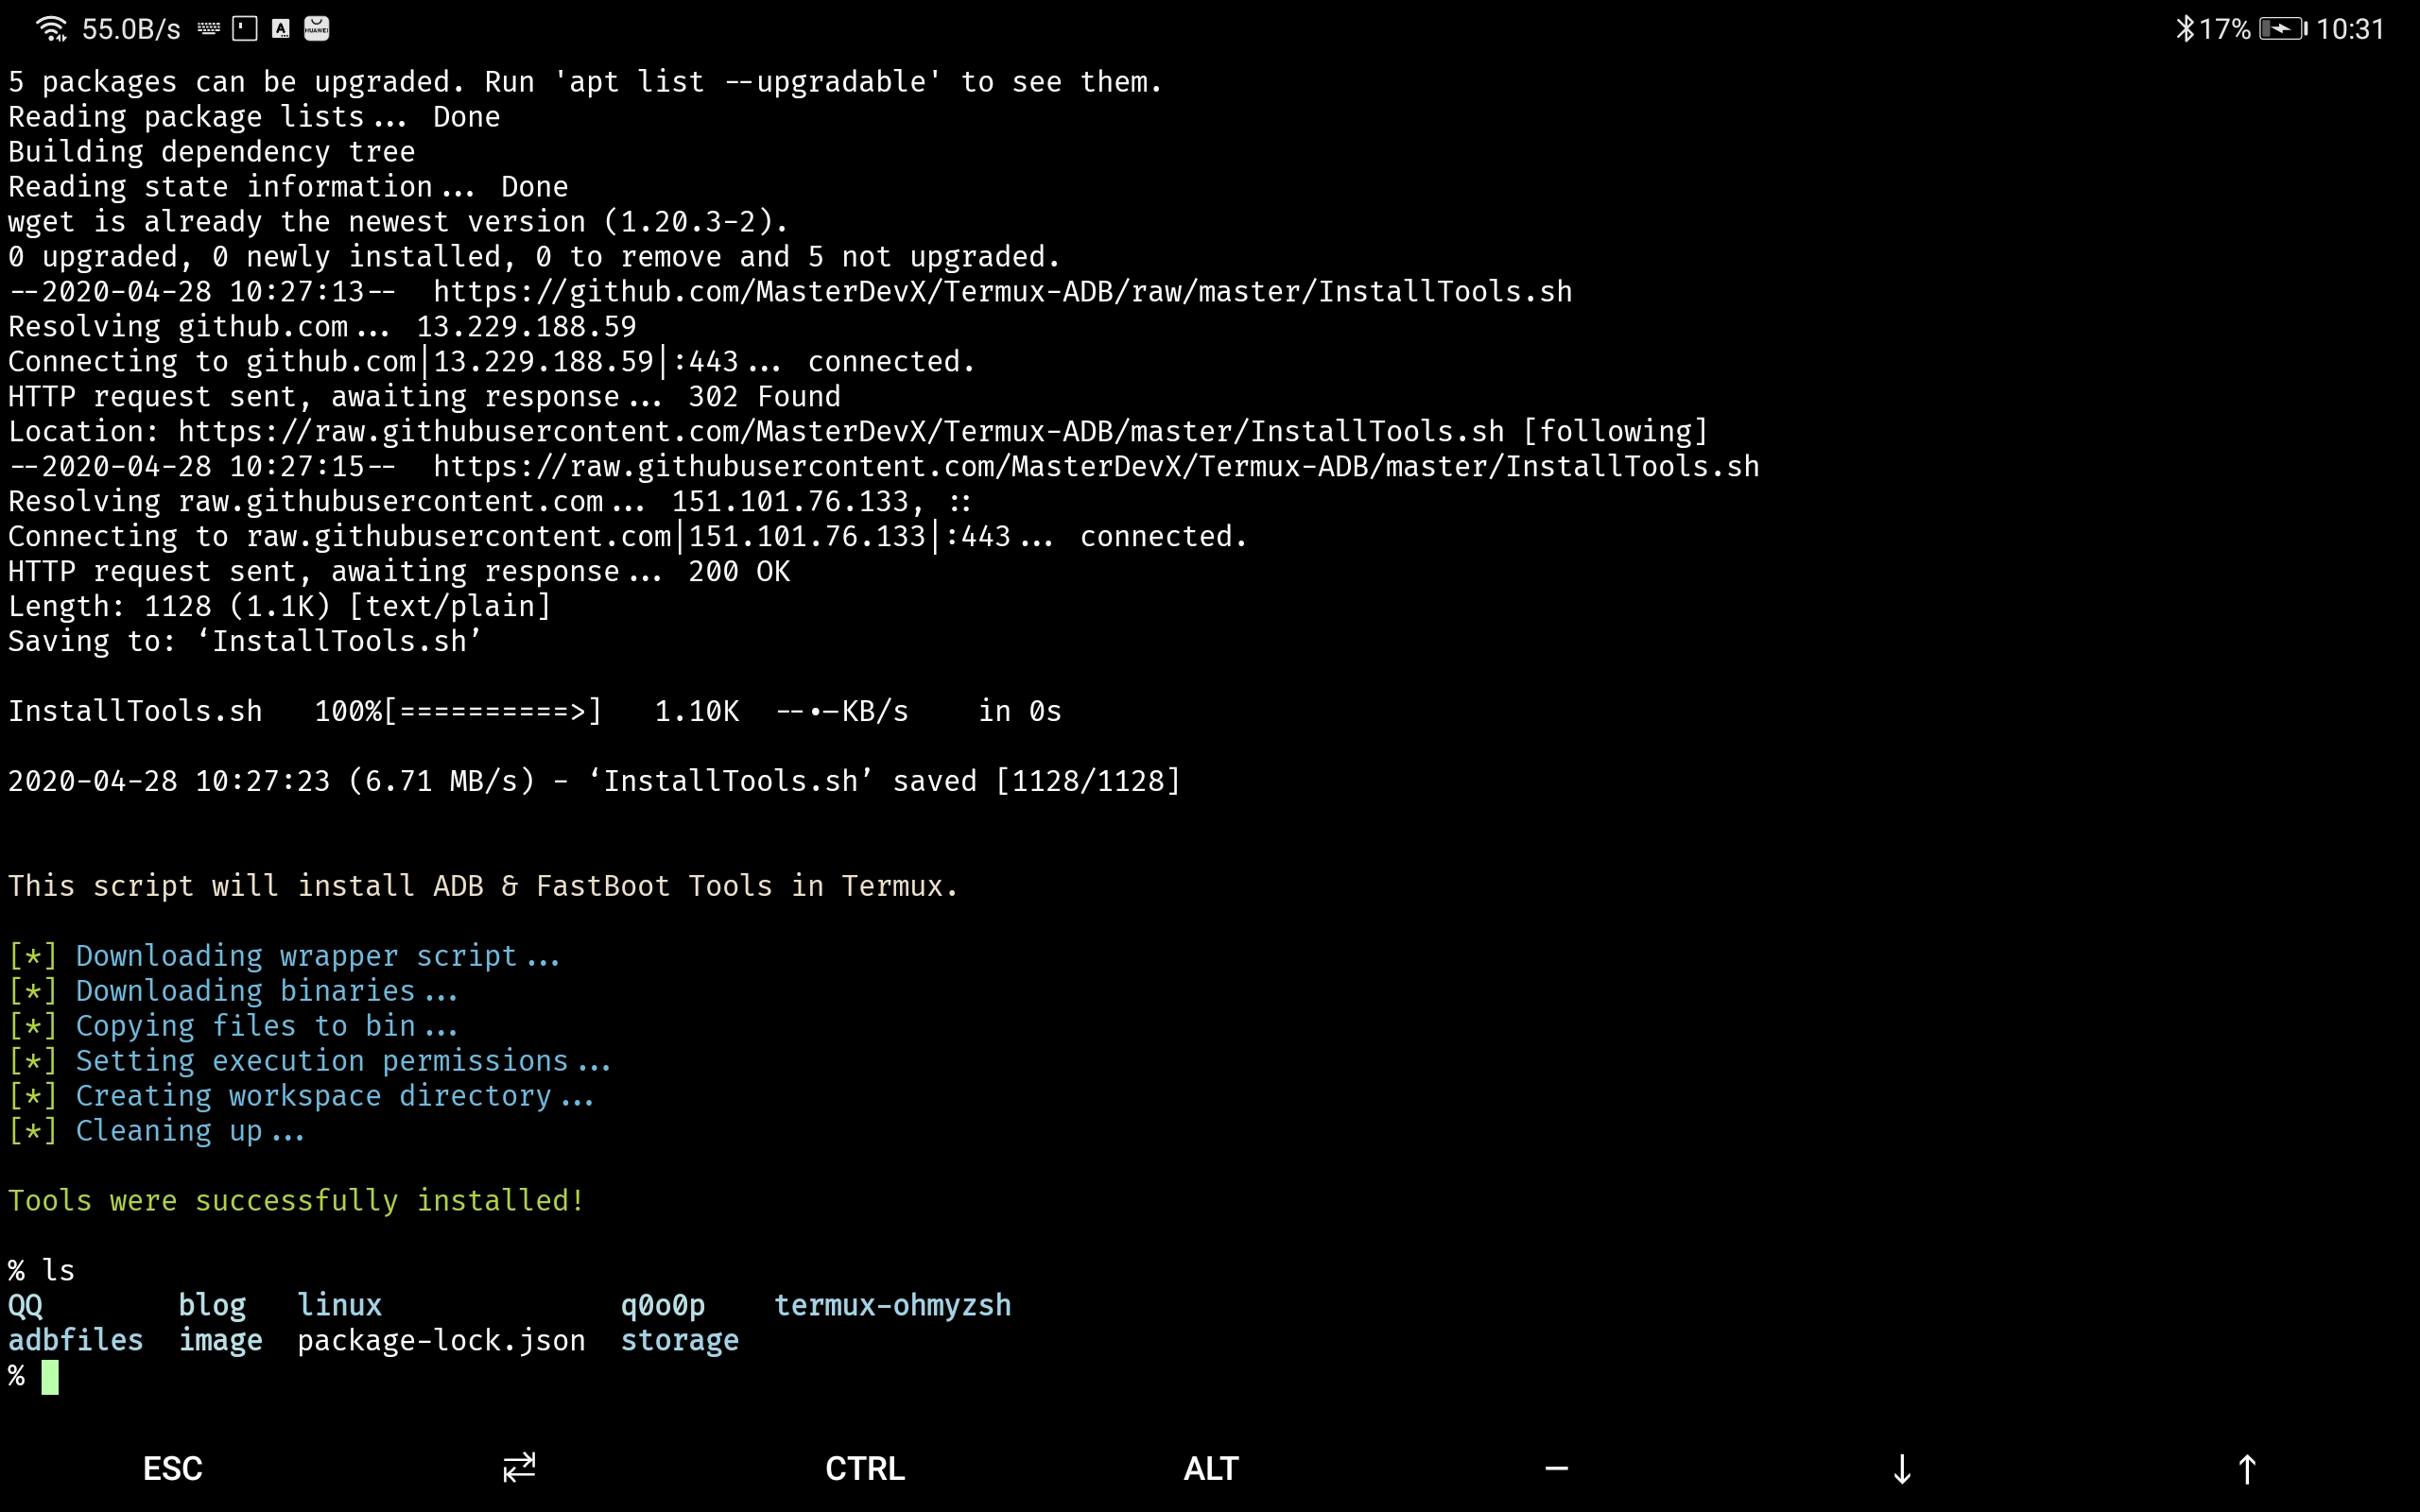 55.0B/s A HUAWEI 17% 10:31
5 packages can be upgraded. Run 'apt list --upgradable' to see them.
Reading package lists... Done
Building dependency tree
Reading state information... Done
wget is already the newest version (1.20.3-2).
0 upgraded, 0 newly installed, 0 to remove and 5 not upgraded.
--2020-04-28 10:27:13--  https://github.com/MasterDevX/Termux-ADB/raw/master/InstallTools.sh
Resolving github.com... 13.229.188.59
Connecting to github.com|13.229.188.59|:443... connected.
HTTP request sent, awaiting response... 302 Found
Location: https://raw.githubusercontent.com/MasterDevX/Termux-ADB/master/InstallTools.sh [following]
--2020-04-28 10:27:15--  https://raw.githubusercontent.com/MasterDevX/Termux-ADB/master/InstallTools.sh
Resolving raw.githubusercontent.com... 151.101.76.133, ::
Connecting to raw.githubusercontent.com|151.101.76.133|:443... connected.
HTTP request sent, awaiting response... 200 OK
Length: 1128 (1.1K) [text/plain]
Saving to: ‘InstallTools.sh’
InstallTools.sh   100%[==========>]   1.10K  --•-KB/s    in 0s
2020-04-28 10:27:23 (6.71 MB/s) - ‘InstallTools.sh’ saved [1128/1128]
This script will install ADB & FastBoot Tools in Termux.
[*] Downloading wrapper script...
[*] Downloading binaries...
[*] Copying files to bin...
[*] Setting execution permissions...
[*] Creating workspace directory...
[*] Cleaning up...
Tools were successfully installed!
% ls
QQ        blog   linux              q0o0p    termux-ohmyzsh
adbfiles  image  package-lock.json  storage
%
ESC CTRL ALT − ↓ ↑